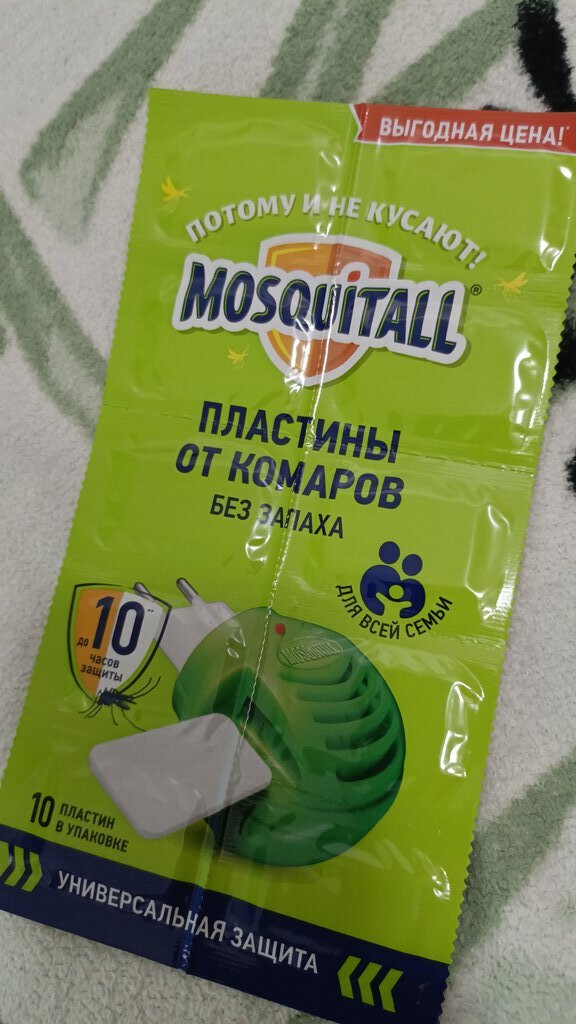 ВЫГОДНАЯ ЦЕНА!*
ПОТОМУ И НЕ КУСАЮТ!
MOSQUITALL®
ПЛАСТИНЫ
ОТ КОМАРОВ
БЕЗ ЗАПАХА
ДЛЯ ВСЕЙ СЕМЬИ
до 10**
часов
защиты
MOSQUITALL
10 ПЛАСТИН
В УПАКОВКЕ
УНИВЕРСАЛЬНАЯ ЗАЩИТА